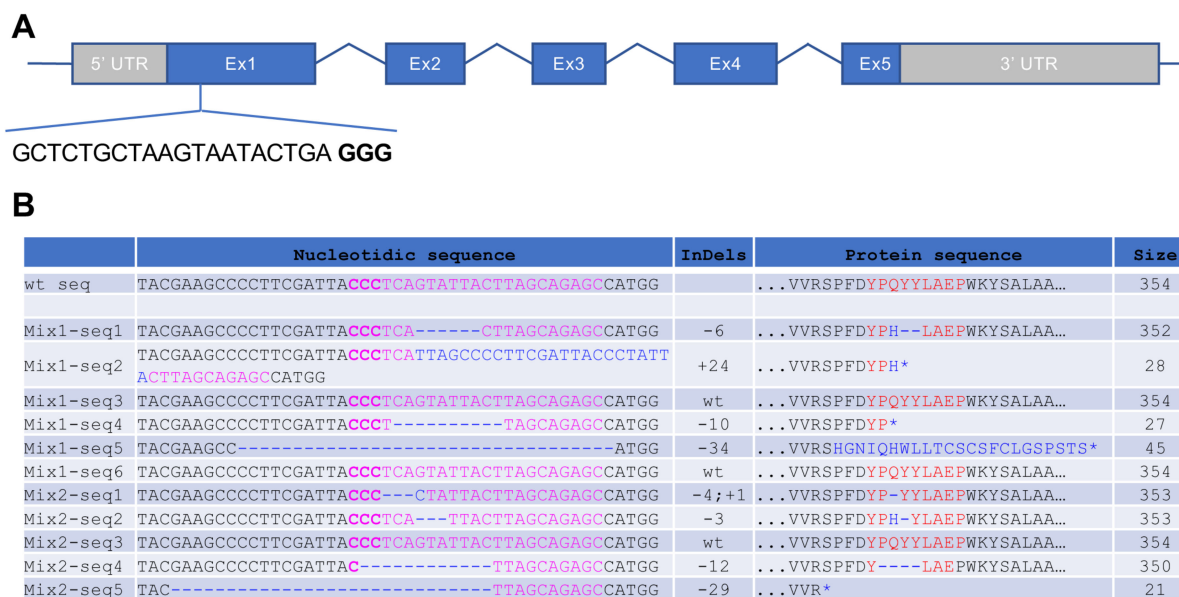 A
5' UTR Ex1 Ex2 Ex3 Ex4 Ex5 3' UTR
GCTCTGCTAAGTAATACTGA GGG
B
Nucleotidic sequence InDels Protein sequence Size
wt seq TACGAAGCCCCTTCGATTACCCTCAGTATTACTTAGCAGAGCCATGG ...VVRSPFDYPQYYLAEPWKYSALAA… 354
Mix1-seq1 TACGAAGCCCCTTCGATTACCCTCA------CTTAGCAGAGCCATGG -6 ...VVRSPFDYPH--LAEPWKYSALAA… 352
Mix1-seq2 TACGAAGCCCCTTCGATTACCCTCATTAGCCCCTTCGATTACCCTATT
ACTTAGCAGAGCCATGG +24 ...VVRSPFDYPH* 28
Mix1-seq3 TACGAAGCCCCTTCGATTACCCTCAGTATTACTTAGCAGAGCCATGG wt ...VVRSPFDYPQYYLAEPWKYSALAA… 354
Mix1-seq4 TACGAAGCCCCTTCGATTACCCT----------TAGCAGAGCCATGG -10 ...VVRSPFDYP* 27
Mix1-seq5 TACGAAGCC----------------------------------ATGG -34 ...VVRSHGNIQHWLLTCSCSFCLGSPSTS* 45
Mix1-seq6 TACGAAGCCCCTTCGATTACCCTCAGTATTACTTAGCAGAGCCATGG wt ...VVRSPFDYPQYYLAEPWKYSALAA… 354
Mix2-seq1 TACGAAGCCCCTTCGATTACCC---CTATTACTTAGCAGAGCCATGG -4;+1 ...VVRSPFDYP-YYLAEPWKYSALAA… 353
Mix2-seq2 TACGAAGCCCCTTCGATTACCCTCA---TTACTTAGCAGAGCCATGG -3 ...VVRSPFDYPH-YLAEPWKYSALAA… 353
Mix2-seq3 TACGAAGCCCCTTCGATTACCCTCAGTATTACTTAGCAGAGCCATGG wt ...VVRSPFDYPQYYLAEPWKYSALAA… 354
Mix2-seq4 TACGAAGCCCCTTCGATTAC------------TTAGCAGAGCCATGG -12 ...VVRSPFDY----LAEPWKYSALAA… 350
Mix2-seq5 TAC-----------------------------TTAGCAGAGCCATGG -29 ...VVR* 21